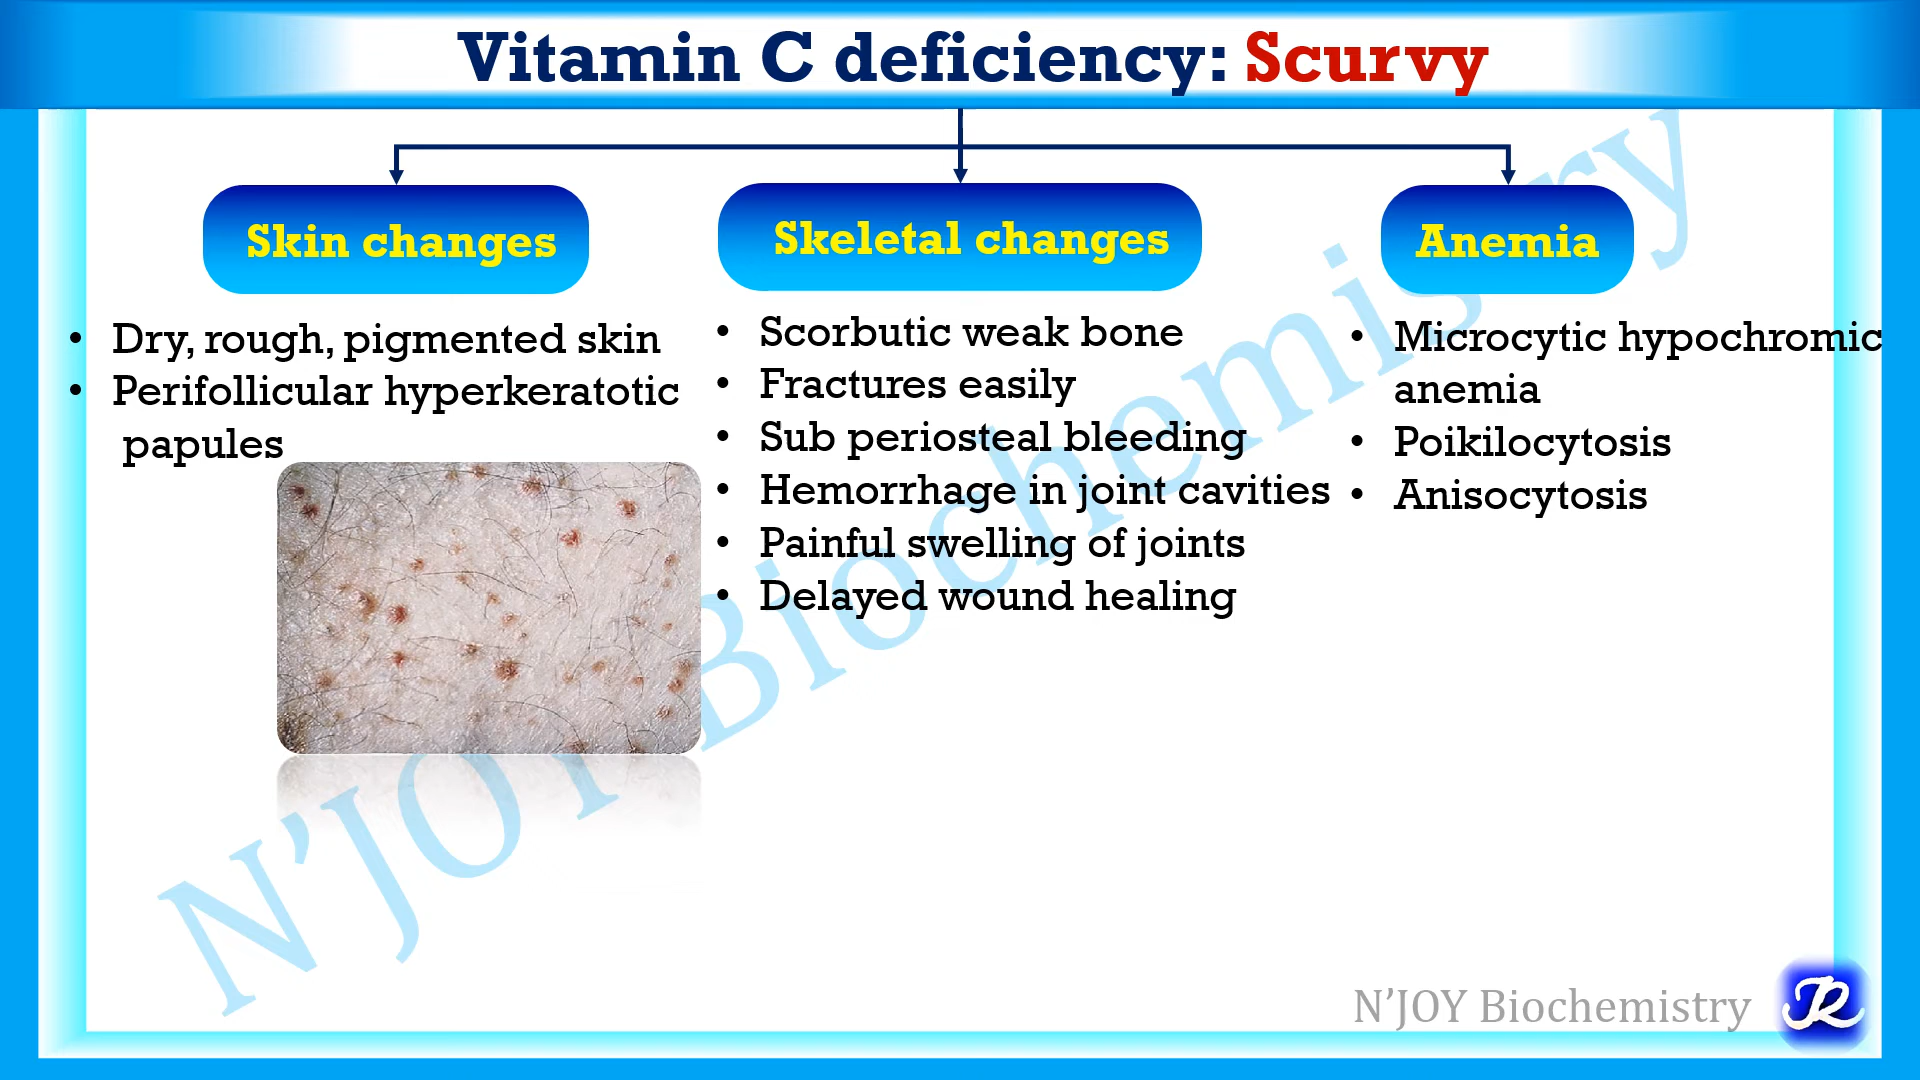 Vitamin C deficiency: Scurvy
Skin changes
• Dry, rough, pigmented skin
• Perifollicular hyperkeratotic
papules
Skeletal changes
• Scorbutic weak bone
• Fractures easily
• Sub periosteal bleeding
• Hemorrhage in joint cavities
• Painful swelling of joints
• Delayed wound healing
Anemia
• Microcytic hypochromic
anemia
• Poikilocytosis
• Anisocytosis
N'JOY Biochemistry
N'JOY Biochemistry
JR